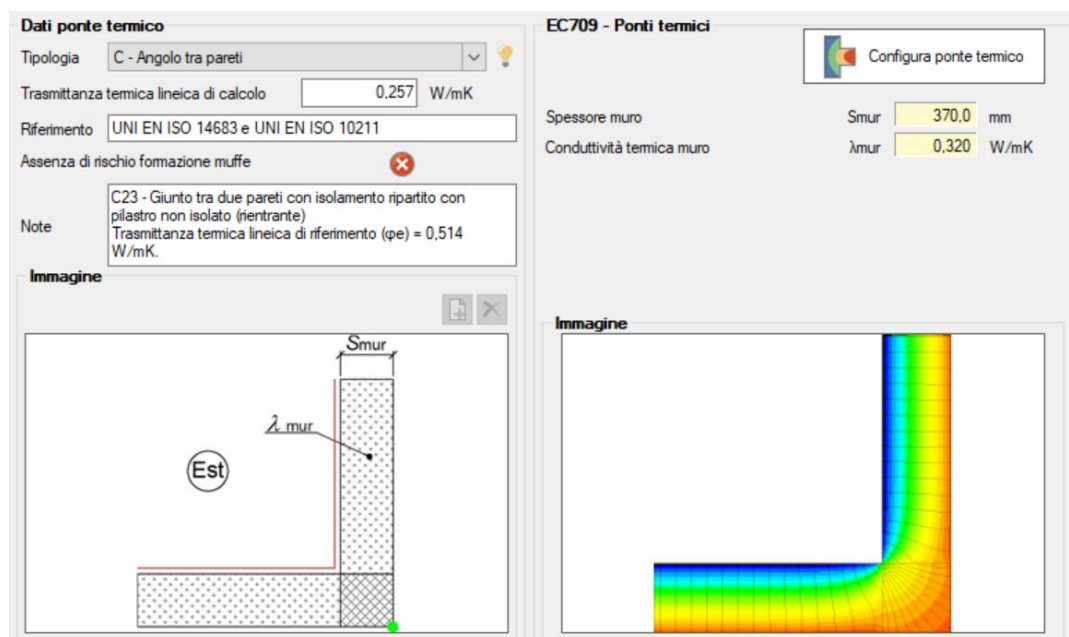 Dati ponte termico
Tipologia C - Angolo tra pareti
Trasmittanza termica lineica di calcolo 0,257 W/mK
Riferimento UNI EN ISO 14683 e UNI EN ISO 10211
Assenza di rischio formazione muffe
Note
C23 - Giunto tra due pareti con isolamento ripartito con
pilastro non isolato (rientrante)
Trasmittanza termica lineica di riferimento (φe) = 0,514
W/mK.
Immagine
Smur
λ mur
Est
EC709 - Ponti termici
Configura ponte termico
Spessore muro Smur 370,0 mm
Conduttività termica muro λmur 0,320 W/mK
Immagine